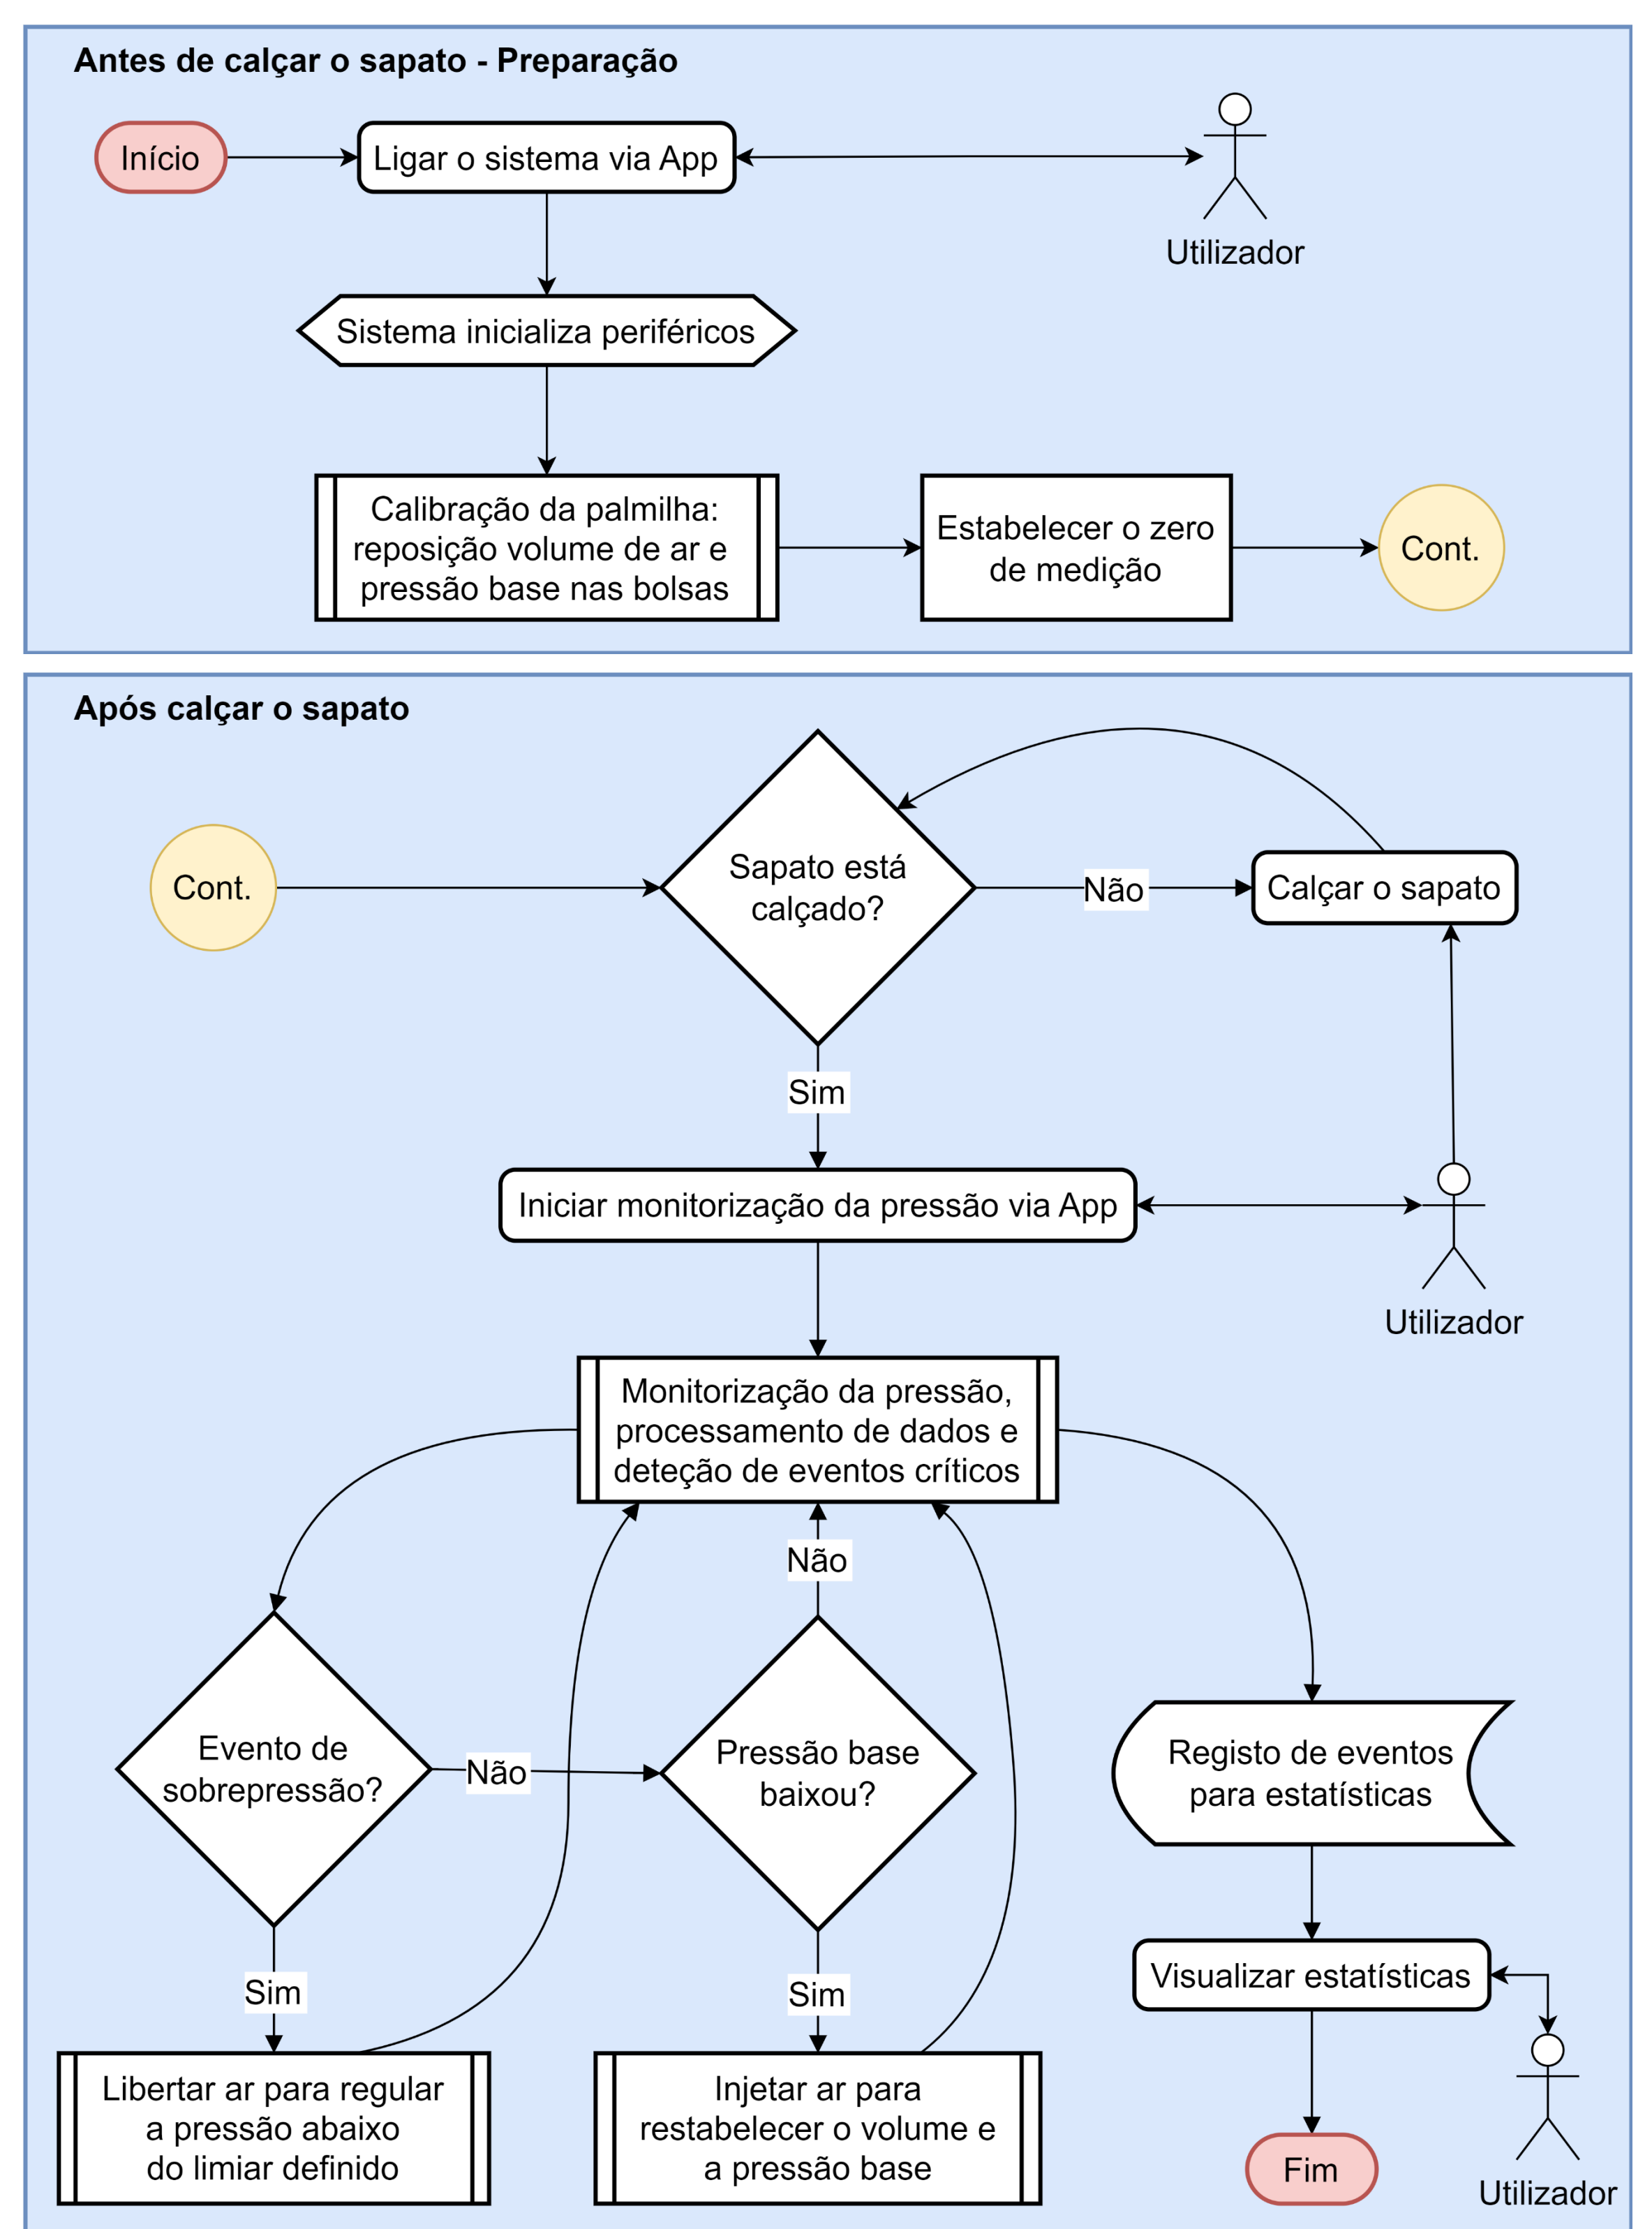 Antes de calçar o sapato - Preparação
Início
Ligar o sistema via App
Utilizador
Sistema inicializa periféricos
Calibração da palmilha:
reposição volume de ar e
pressão base nas bolsas
Estabelecer o zero
de medição
Cont.
Após calçar o sapato
Cont.
Sapato está
calçado?
Não
Calçar o sapato
Sim
Iniciar monitorização da pressão via App
Utilizador
Monitorização da pressão,
processamento de dados e
deteção de eventos críticos
Não
Evento de
sobrepressão?
Não
Pressão base
baixou?
Registo de eventos
para estatísticas
Sim
Sim
Visualizar estatísticas
Libertar ar para regular
a pressão abaixo
do limiar definido
Injetar ar para
restabelecer o volume e
a pressão base
Fim
Utilizador